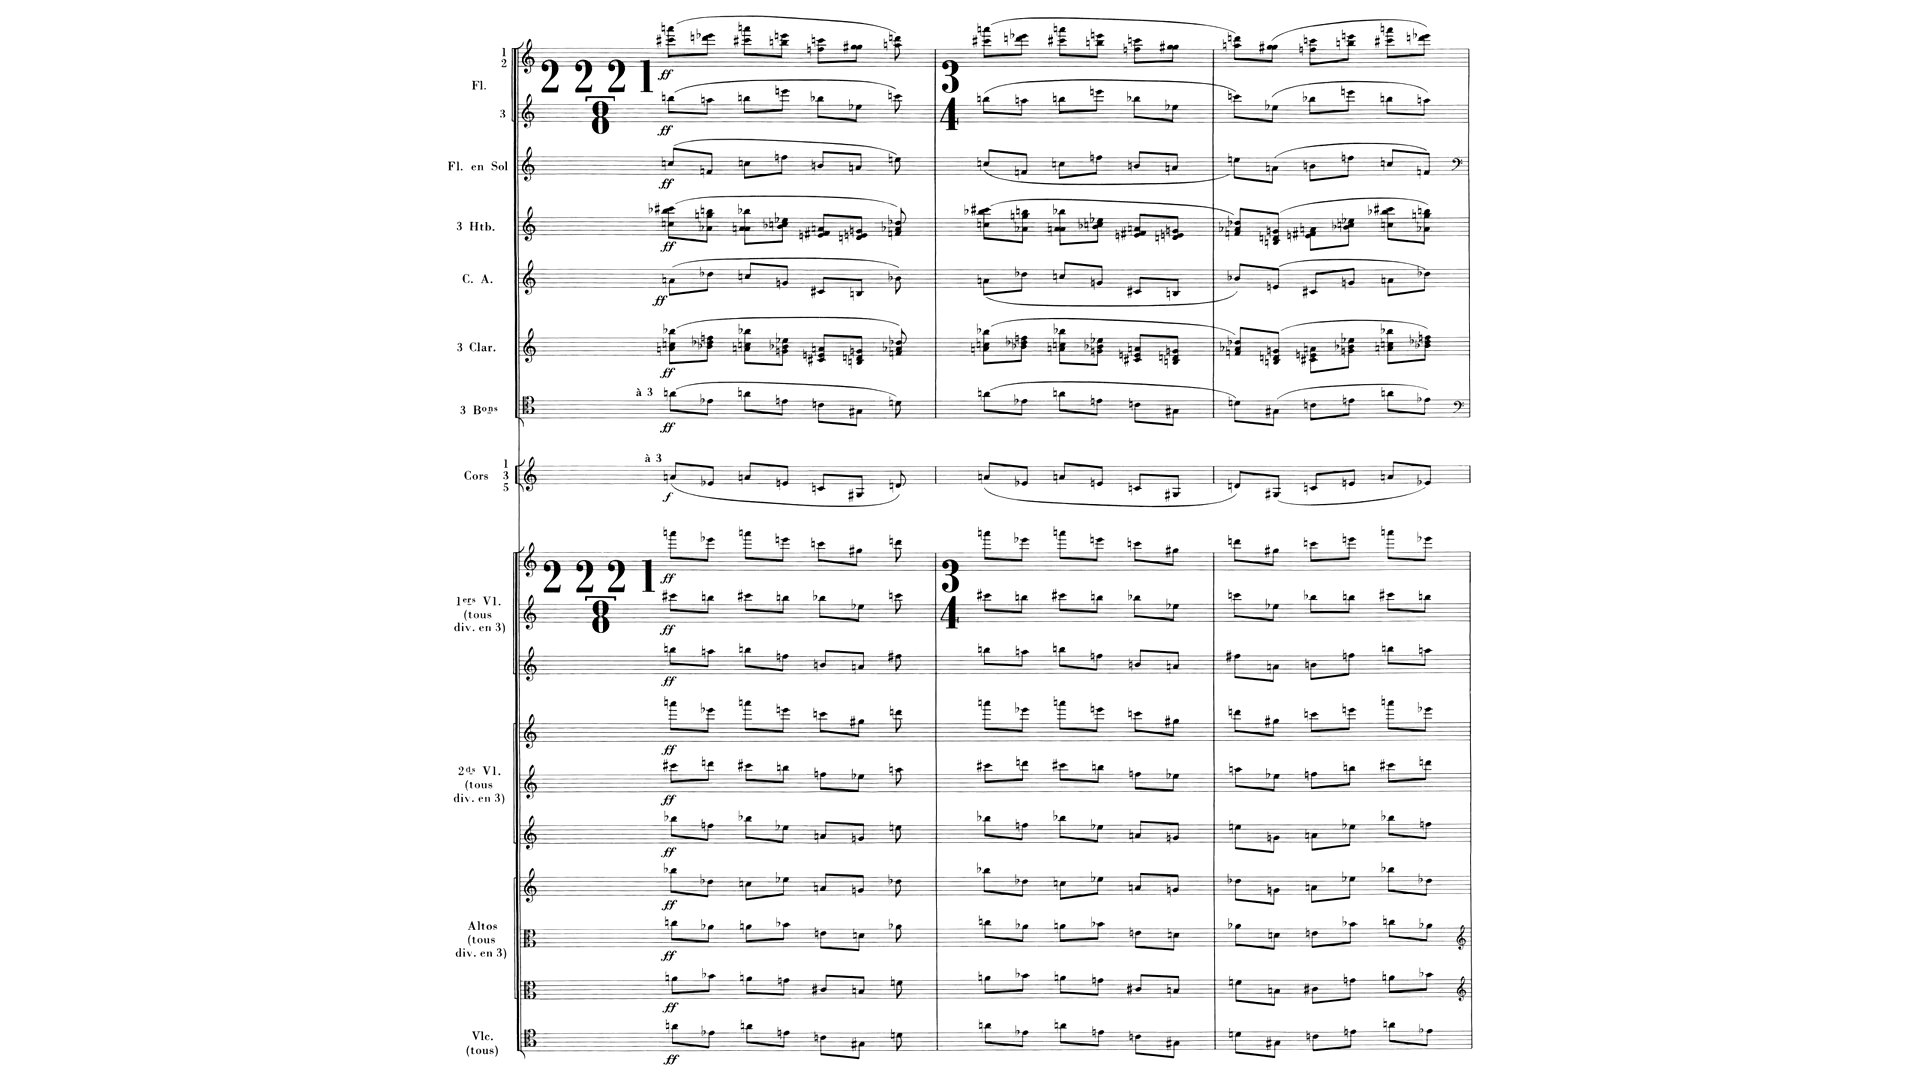 1
2
Fl.
3
2 2 2 1
8
3
4
ff
ff
Fl. en Sol
ff
3 Htb.
ff
C. A.
ff
3 Clar.
ff
à 3
3 Bons
ff
à 3
Cors
1
3
5
f
2 2 2 1
8
3
4
ff
1ers Vl.
(tous
div. en 3)
ff
ff
ff
2ds Vl.
(tous
div. en 3)
ff
ff
ff
Altos
(tous
div. en 3)
ff
ff
Vlc.
(tous)
ff